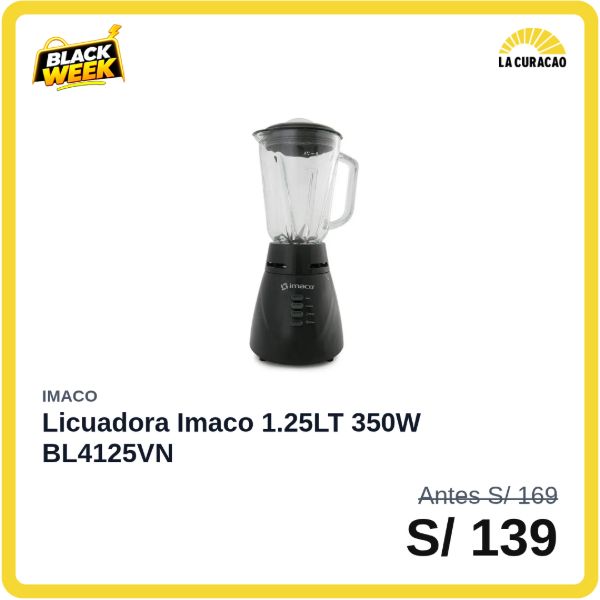 BLACK
WEEK
LA CURACAO
imaco
IMACO
Licuadora Imaco 1.25LT 350W
BL4125VN
Antes S/ 169
S/ 139